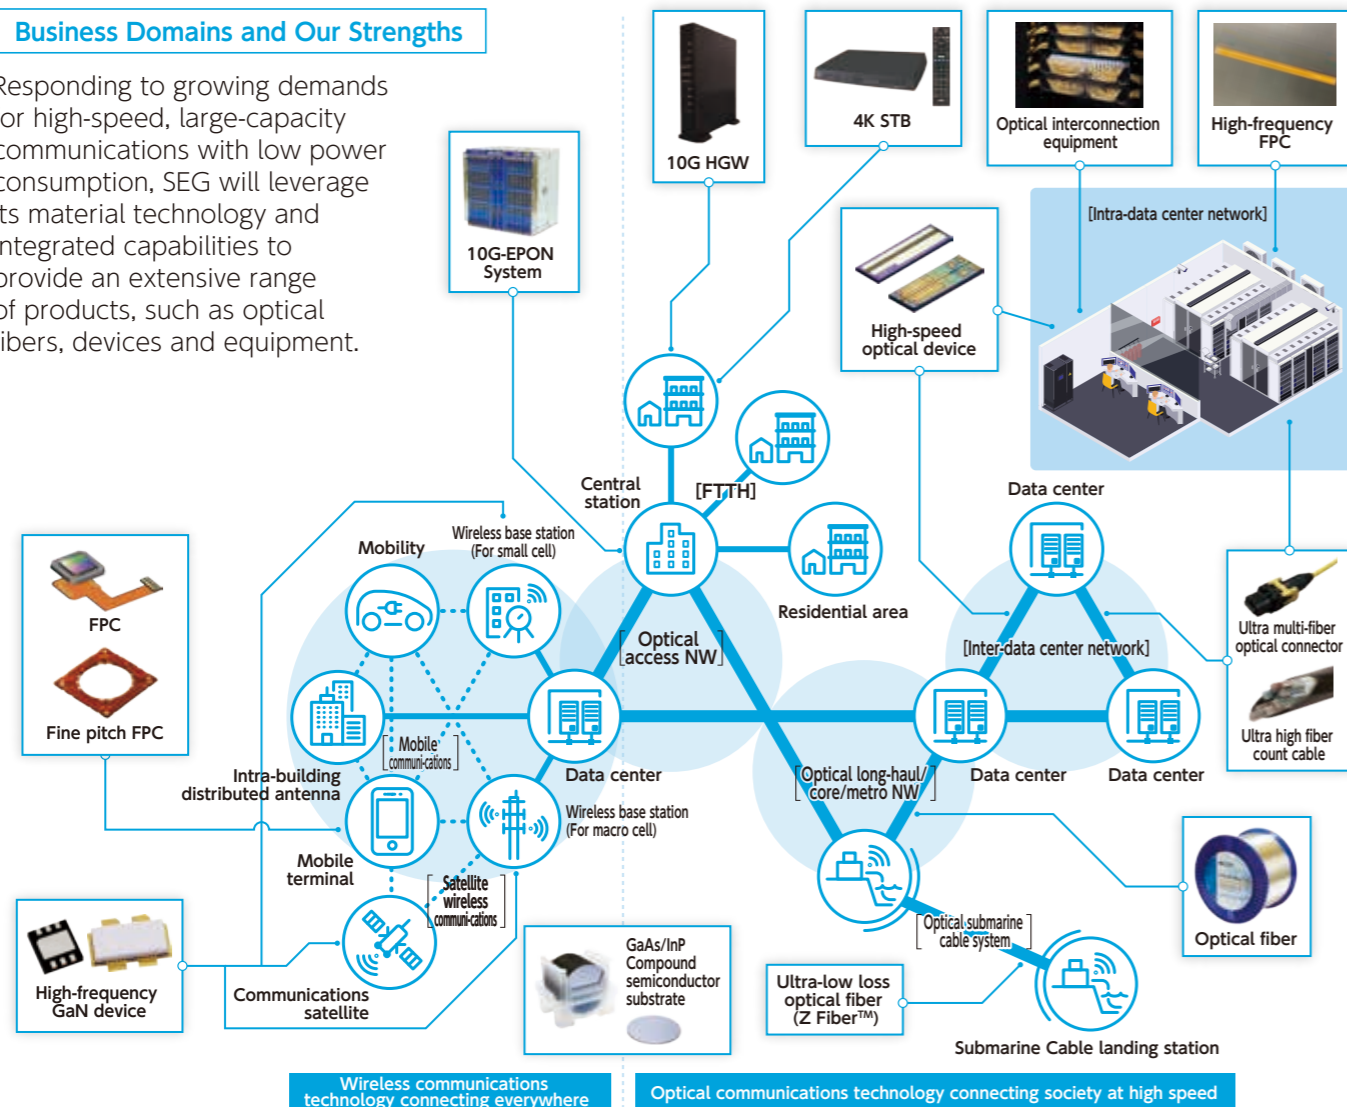 Business Domains and Our Strengths
Responding to growing demands
for high-speed, large-capacity
communications with low power
consumption, SEG will leverage
its material technology and
integrated capabilities to
provide an extensive range
of products, such as optical
fibers, devices and equipment.
10G-EPON
System
10G HGW
4K STB
Optical interconnection
equipment
High-frequency
FPC
[Intra-data center network]
High-speed
optical device
Central
station
[FTTH]
Residential area
Data center
Mobility
Wireless base station
(For small cell)
FPC
Fine pitch FPC
[Optical
access NW]
[Inter-data center network]
Ultra multi-fiber
optical connector
Ultra high fiber
count cable
[Mobile
communi-cations]
Intra-building
distributed antenna
Data center
[Optical long-haul/
core/metro NW]
Data center
Data center
Wireless base station
(For macro cell)
Mobile
terminal
[Satellite
wireless
communi-cations]
High-frequency
GaN device
Communications
satellite
GaAs/InP
Compound
semiconductor
substrate
[Optical submarine
cable system]
Optical fiber
Ultra-low loss
optical fiber
(Z Fiber™)
Submarine Cable landing station
Wireless communications
technology connecting everywhere
Optical communications technology connecting society at high speed